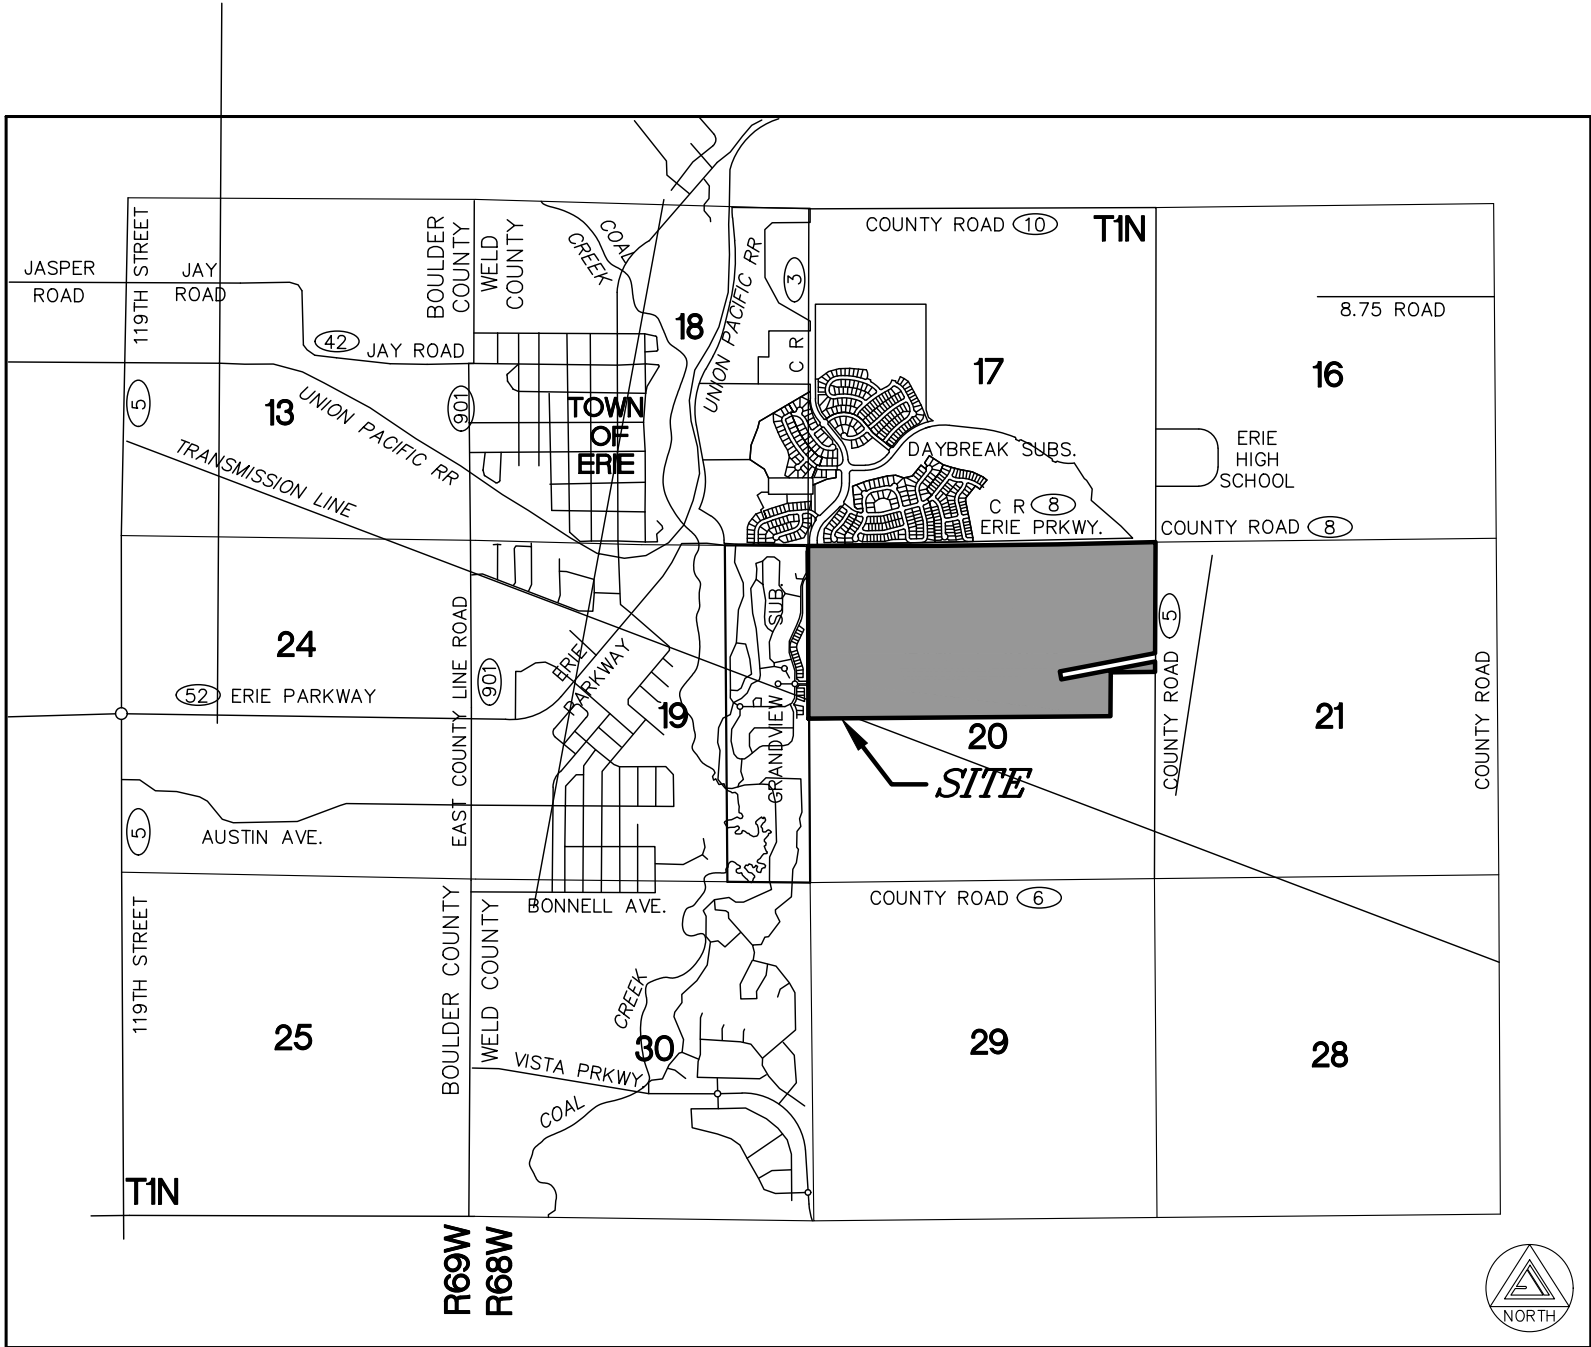 COUNTY ROAD 10
T1N
119TH STREET
BOULDER
COUNTY
WELD
COUNTY
COAL
CREEK
UNION PACIFIC RR
C R 3
JASPER
ROAD
JAY
ROAD
42 JAY ROAD
18
17
8.75 ROAD
16
5
13
UNION PACIFIC RR
901
TOWN
OF
ERIE
TRANSMISSION LINE
DAYBREAK SUBS.
ERIE
HIGH
SCHOOL
C R 8
ERIE PRKWY.
COUNTY ROAD 8
24
EAST COUNTY LINE ROAD
901
52 ERIE PARKWAY
ERIE
PARKWAY
19
GRANDVIEW SUB.
20
SITE
COUNTY ROAD 5
21
COUNTY ROAD
5
AUSTIN AVE.
BONNELL AVE.
COUNTY ROAD 6
119TH STREET
25
BOULDER COUNTY
WELD COUNTY
CREEK
30
VISTA PRKWY
COAL
29
28
T1N
R69W
R68W
NORTH